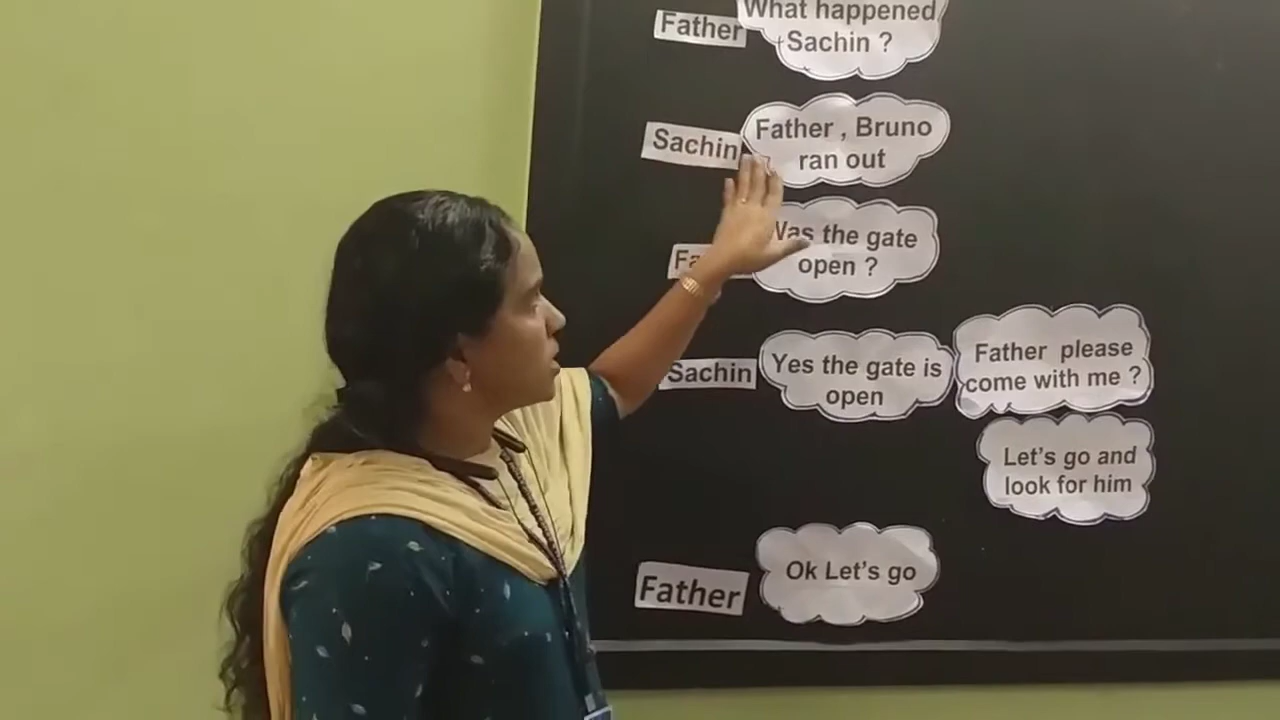 Father
What happened
Sachin ?
Sachin
Father , Bruno
ran out
Was the gate
open ?
Sachin
Yes the gate is
open
Father please
come with me ?
Let's go and
look for him
Father
Ok Let's go